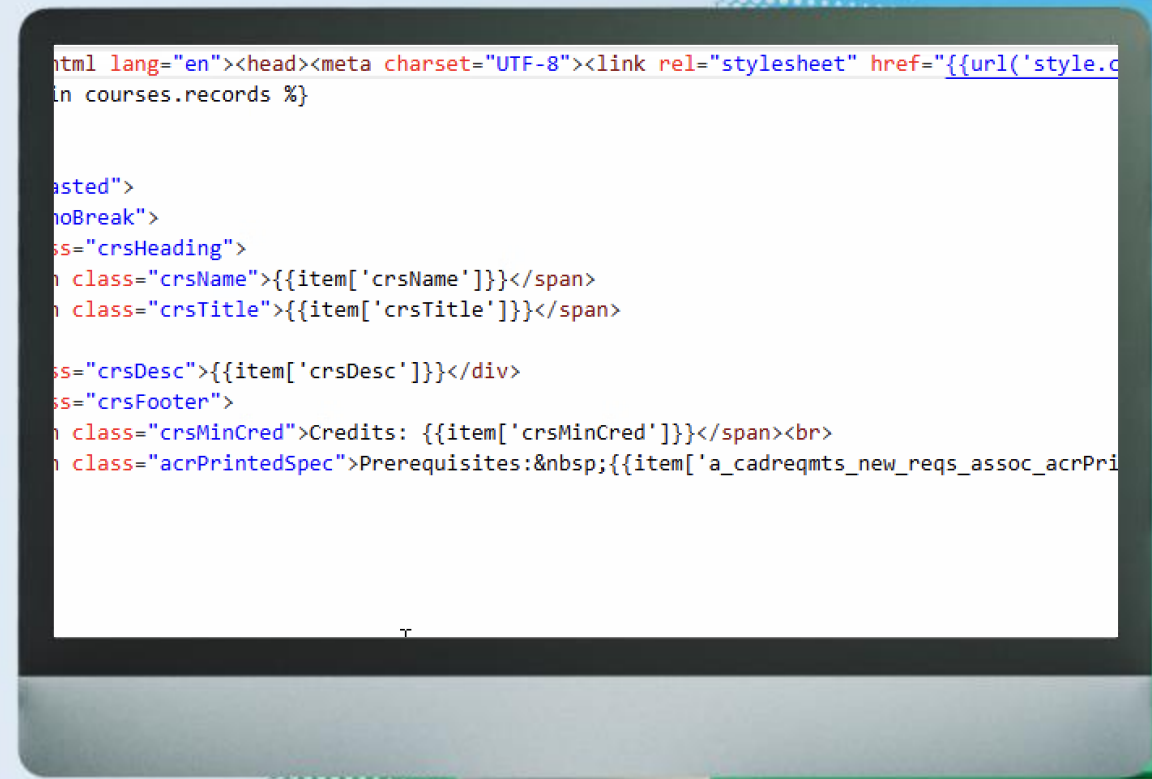 html lang="en"><head><meta charset="UTF-8"><link rel="stylesheet" href="{{url('style.c
in courses.records %}
asted">
noBreak">
ss="crsHeading">
n class="crsName">{{item['crsName']}}</span>
n class="crsTitle">{{item['crsTitle']}}</span>
ss="crsDesc">{{item['crsDesc']}}</div>
ss="crsFooter">
n class="crsMinCred">Credits: {{item['crsMinCred']}}</span><br>
n class="acrPrintedSpec">Prerequisites:&nbsp;{{item['a_cadreqmts_new_reqs_assoc_acrPri